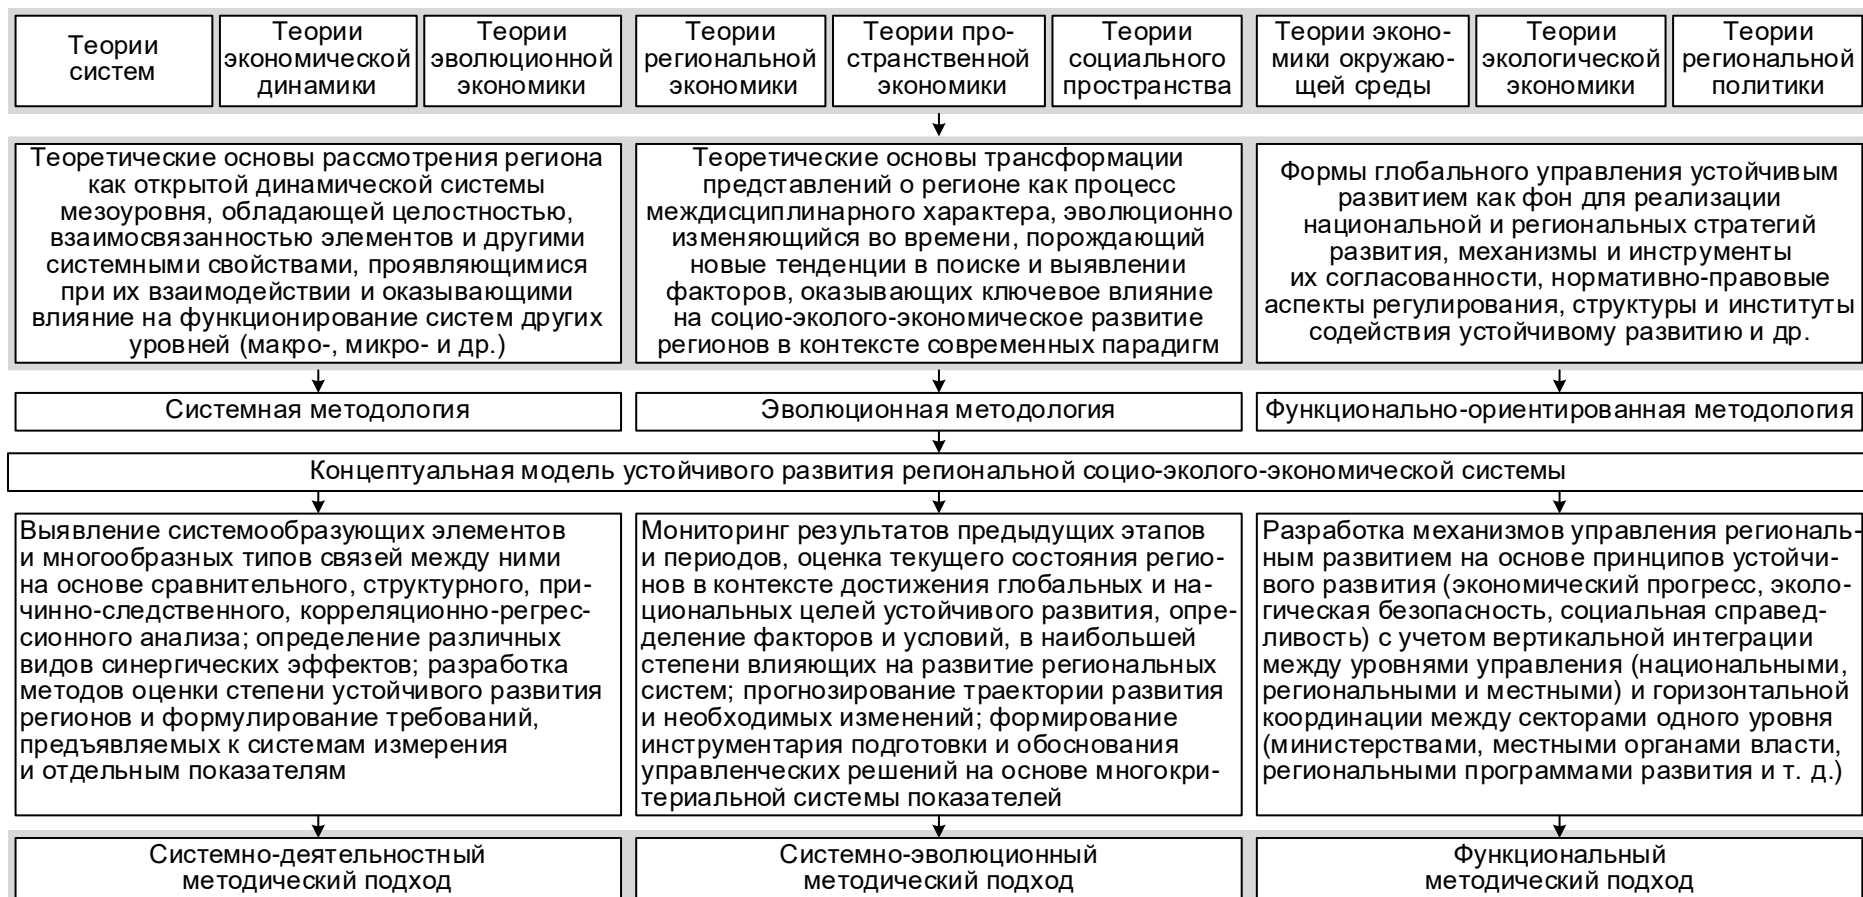 Теории
систем
Теории
экономической
динамики
Теории
эволюционной
экономики
Теории
региональной
экономики
Теории про-
странственной
экономики
Теории
социального
пространства
Теории эконо-
мики окружаю-
щей среды
Теории
экологической
экономики
Теории
региональной
политики
Теоретические основы рассмотрения региона
как открытой динамической системы
мезоуровня, обладающей целостностью,
взаимосвязанностью элементов и другими
системными свойствами, проявляющимися
при их взаимодействии и оказывающими
влияние на функционирование систем других
уровней (макро-, микро- и др.)
Теоретические основы трансформации
представлений о регионе как процесс
междисциплинарного характера, эволюционно
изменяющийся во времени, порождающий
новые тенденции в поиске и выявлении
факторов, оказывающих ключевое влияние
на социо-эколого-экономическое развитие
регионов в контексте современных парадигм
Формы глобального управления устойчивым
развитием как фон для реализации
национальной и региональных стратегий
развития, механизмы и инструменты
их согласованности, нормативно-правовые
аспекты регулирования, структуры и институты
содействия устойчивому развитию и др.
Системная методология
Эволюционная методология
Функционально-ориентированная методология
Концептуальная модель устойчивого развития региональной социо-эколого-экономической системы
Выявление системообразующих элементов
и многообразных типов связей между ними
на основе сравнительного, структурного, при-
чинно-следственного, корреляционно-регрес-
сионного анализа; определение различных
видов синергических эффектов; разработка
методов оценки степени устойчивого развития
регионов и формулирование требований,
предъявляемых к системам измерения
и отдельным показателям
Мониторинг результатов предыдущих этапов
и периодов, оценка текущего состояния регио-
нов в контексте достижения глобальных и на-
циональных целей устойчивого развития, опре-
деление факторов и условий, в наибольшей
степени влияющих на развитие региональных
систем; прогнозирование траектории развития
и необходимых изменений; формирование
инструментария подготовки и обоснования
управленческих решений на основе многокри-
териальной системы показателей
Разработка механизмов управления региональ-
ным развитием на основе принципов устойчи-
вого развития (экономический прогресс, эколо-
гическая безопасность, социальная справед-
ливость) с учетом вертикальной интеграции
между уровнями управления (национальными,
региональными и местными) и горизонтальной
координации между секторами одного уровня
(министерствами, местными органами власти,
региональными программами развития и т. д.)
Системно-деятельностный
методический подход
Системно-эволюционный
методический подход
Функциональный
методический подход